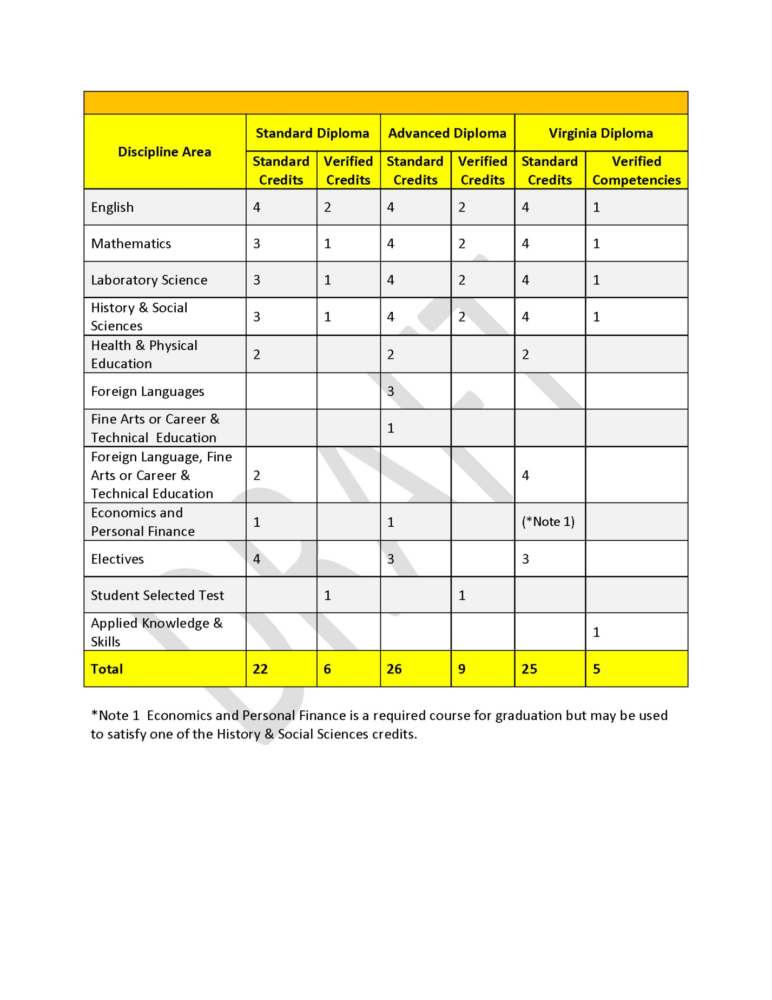 Discipline Area
Standard Diploma
Advanced Diploma
Virginia Diploma
Standard Credits
Verified Credits
Standard Credits
Verified Credits
Standard Credits
Verified Competencies
English 4 2 4 2 4 1
Mathematics 3 1 4 2 4 1
Laboratory Science 3 1 4 2 4 1
History & Social
Sciences
3 1 4 2 4 1
Health & Physical
Education
2 2 2
Foreign Languages 3
Fine Arts or Career &
Technical Education
1
Foreign Language, Fine
Arts or Career &
Technical Education
2 4
Economics and
Personal Finance
1 1 (*Note 1)
Electives 4 3 3
Student Selected Test 1 1
Applied Knowledge &
Skills
1
Total 22 6 26 9 25 5
*Note 1 Economics and Personal Finance is a required course for graduation but may be used
to satisfy one of the History & Social Sciences credits.
DRAFT